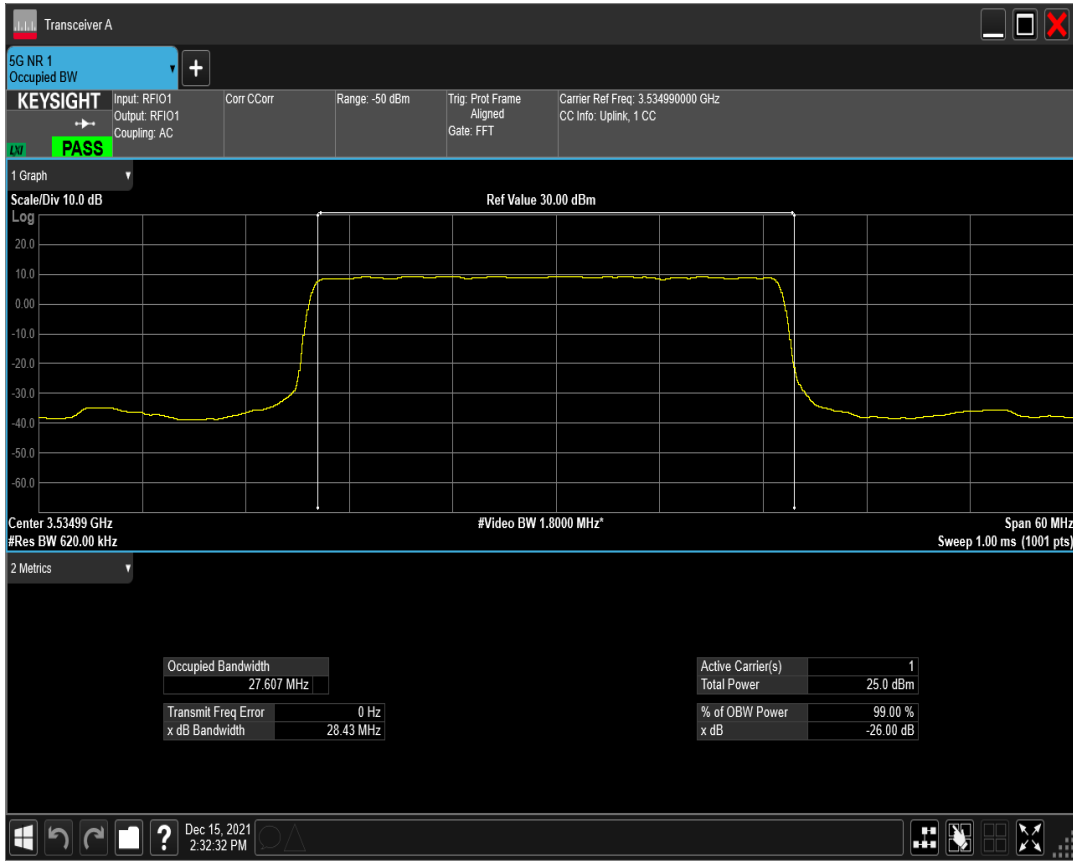 Transceiver A
5G NR 1
Occupied BW
+
KEYSIGHT
LXI
PASS
Input: RFIO1
Output: RFIO1
Coupling: AC
Corr CCorr
Range: -50 dBm
Trig: Prot Frame
Aligned
Gate: FFT
Carrier Ref Freq: 3.534990000 GHz
CC Info: Uplink, 1 CC
1 Graph
Scale/Div 10.0 dB
Ref Value 30.00 dBm
Log
20.0
10.0
0.00
-10.0
-20.0
-30.0
-40.0
-50.0
-60.0
Center 3.53499 GHz
#Video BW 1.8000 MHz*
Span 60 MHz
#Res BW 620.00 kHz
Sweep 1.00 ms (1001 pts)
2 Metrics
Occupied Bandwidth
27.607 MHz
Transmit Freq Error 0 Hz
x dB Bandwidth 28.43 MHz
Active Carrier(s) 1
Total Power 25.0 dBm
% of OBW Power 99.00 %
x dB -26.00 dB
?
Dec 15, 2021
2:32:32 PM